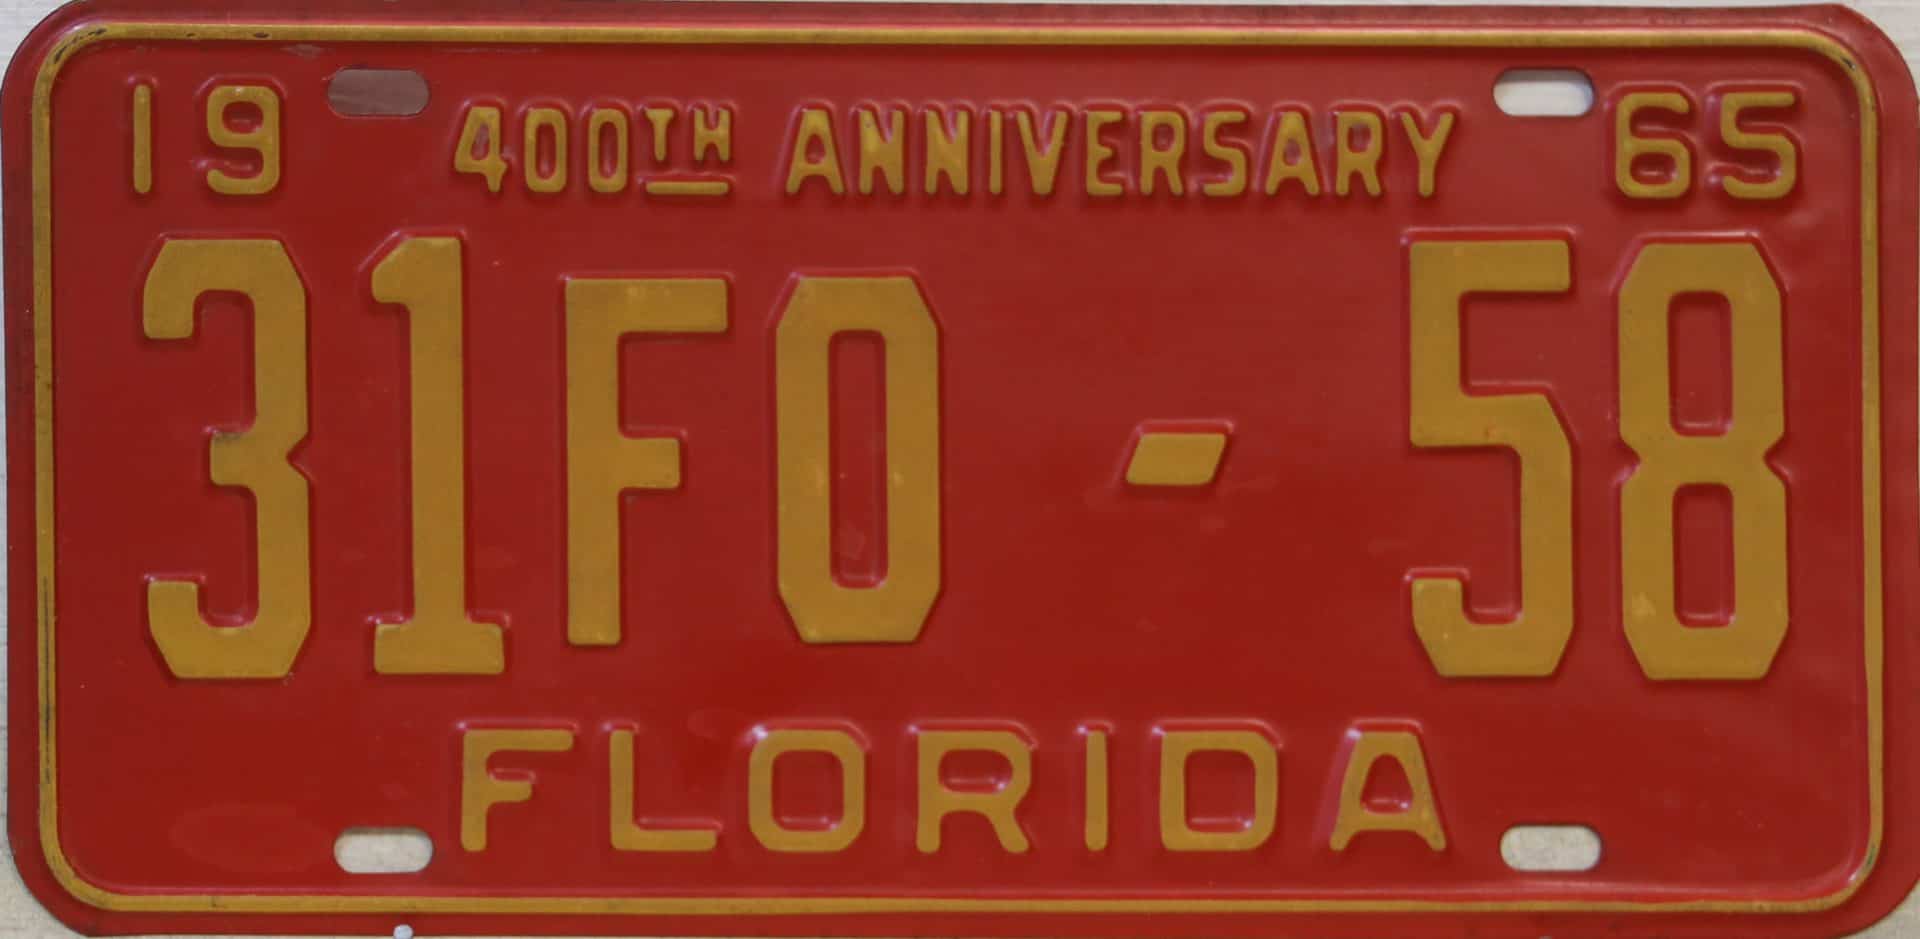 19 400TH ANNIVERSARY 65
31FO - 58
FLORIDA